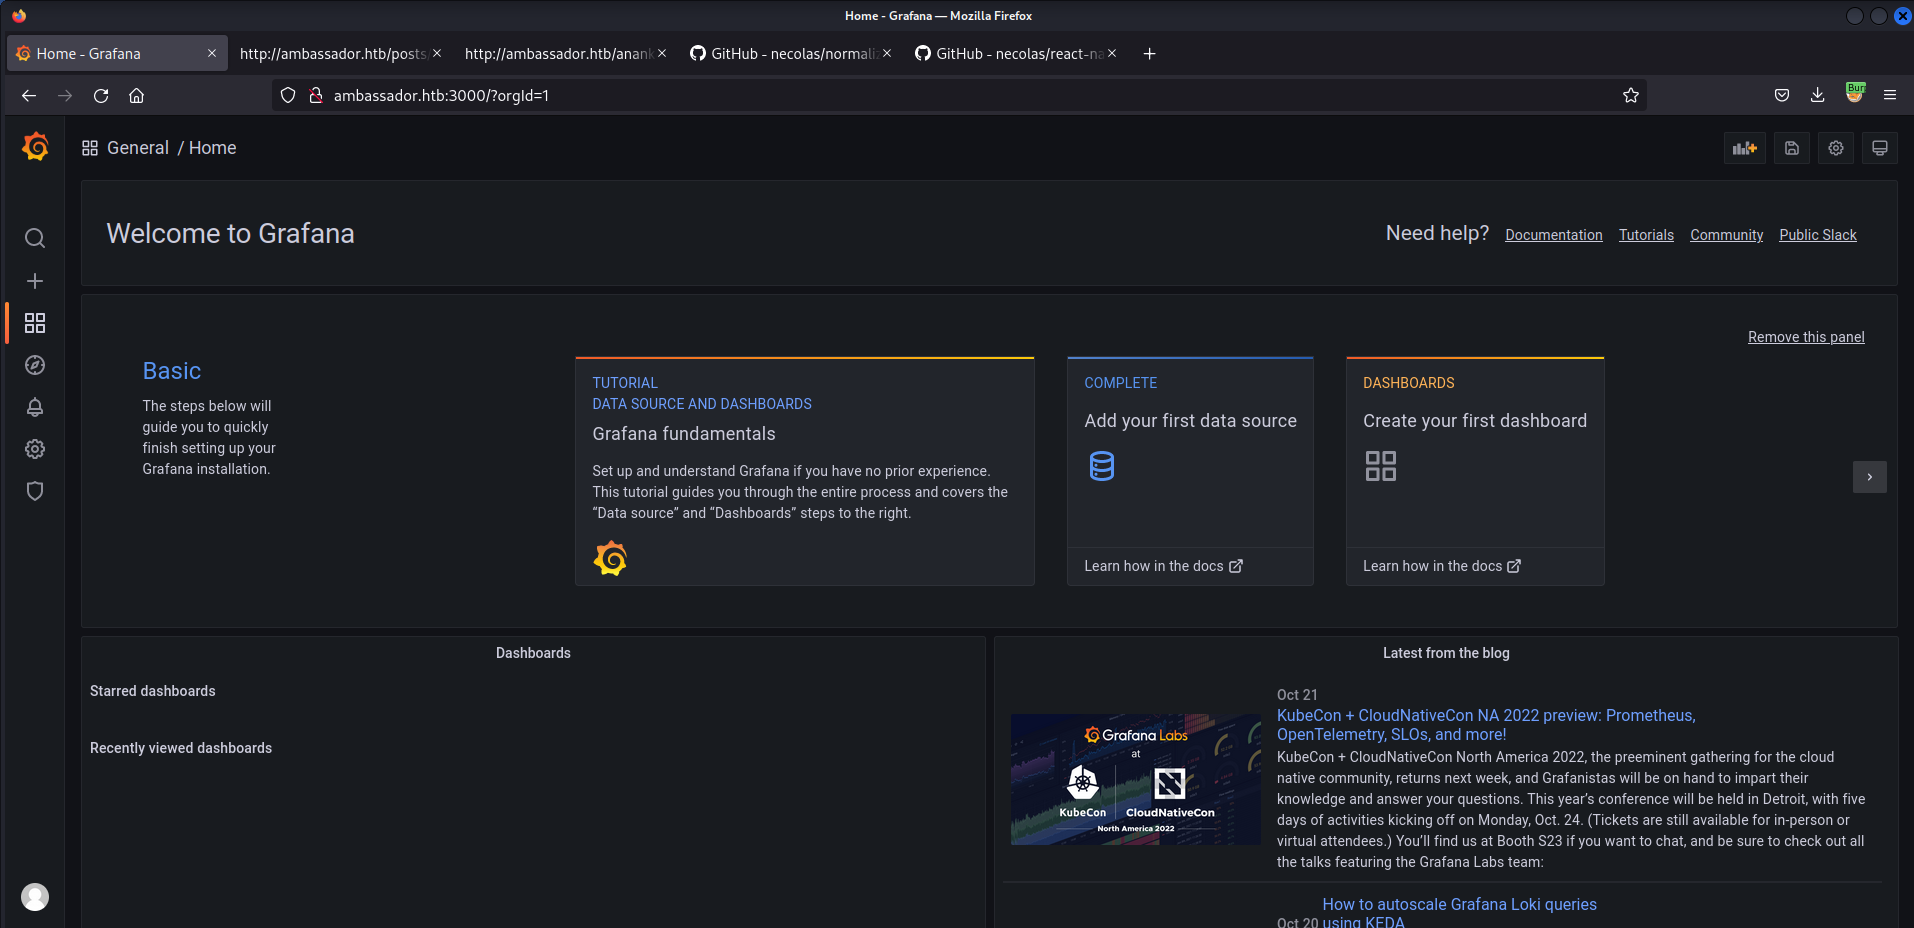 Home - Grafana — Mozilla Firefox
Home - Grafana
http://ambassador.htb/posts/
http://ambassador.htb/anank
GitHub - necolas/normaliz
GitHub - necolas/react-na
ambassador.htb:3000/?orgId=1
Bur
General / Home
Welcome to Grafana
Need help? Documentation Tutorials Community Public Slack
Remove this panel
Basic
The steps below will
guide you to quickly
finish setting up your
Grafana installation.
TUTORIAL
DATA SOURCE AND DASHBOARDS
Grafana fundamentals
Set up and understand Grafana if you have no prior experience.
This tutorial guides you through the entire process and covers the
“Data source” and “Dashboards” steps to the right.
COMPLETE
Add your first data source
Learn how in the docs
DASHBOARDS
Create your first dashboard
Learn how in the docs
Dashboards
Starred dashboards
Recently viewed dashboards
Latest from the blog
Grafana Labs
at
KubeCon
CloudNativeCon
North America 2022
Oct 21
KubeCon + CloudNativeCon NA 2022 preview: Prometheus,
OpenTelemetry, SLOs, and more!
KubeCon + CloudNativeCon North America 2022, the preeminent gathering for the cloud
native community, returns next week, and Grafanistas will be on hand to impart their
knowledge and answer your questions. This year’s conference will be held in Detroit, with five
days of activities kicking off on Monday, Oct. 24. (Tickets are still available for in-person or
virtual attendees.) You’ll find us at Booth S23 if you want to chat, and be sure to check out all
the talks featuring the Grafana Labs team:
How to autoscale Grafana Loki queries
Oct 20 using KEDA